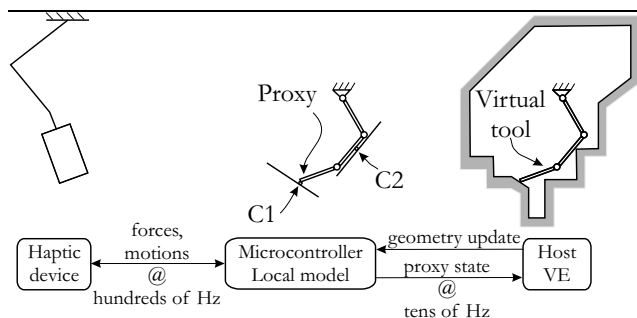 Proxy
Virtual
tool
C2
C1
Haptic
device
forces,
motions
@
hundreds of Hz
Microcontroller
Local model
geometry update
proxy state
@
tens of Hz
Host
VE